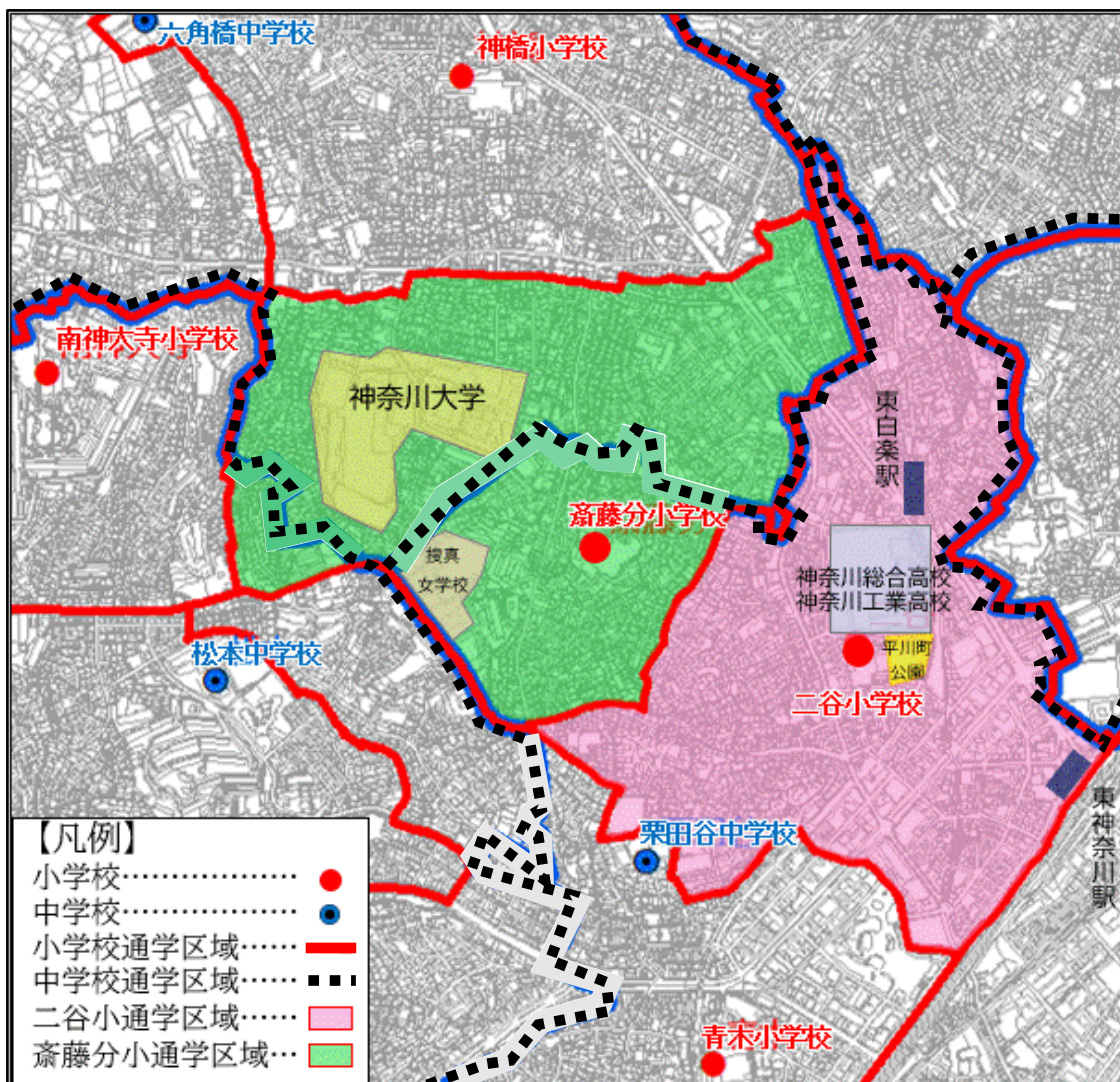 六角橋中学校
神橋小学校
南神大寺小学校
神奈川大学
東白楽駅
斎藤分小学校
捜真
女学校
神奈川総合高校
神奈川工業高校
平川町
公園
松本中学校
二谷小学校
栗田谷中学校
東神奈川駅
青木小学校
【凡例】
小学校………………
中学校………………
小学校通学区域……
中学校通学区域……
二谷小通学区域……
斎藤分小通学区域…